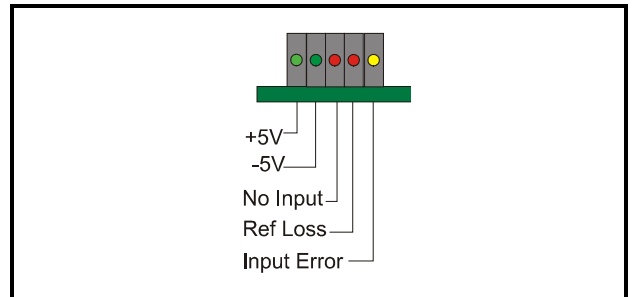 +5V
-5V
No Input
Ref Loss
Input Error